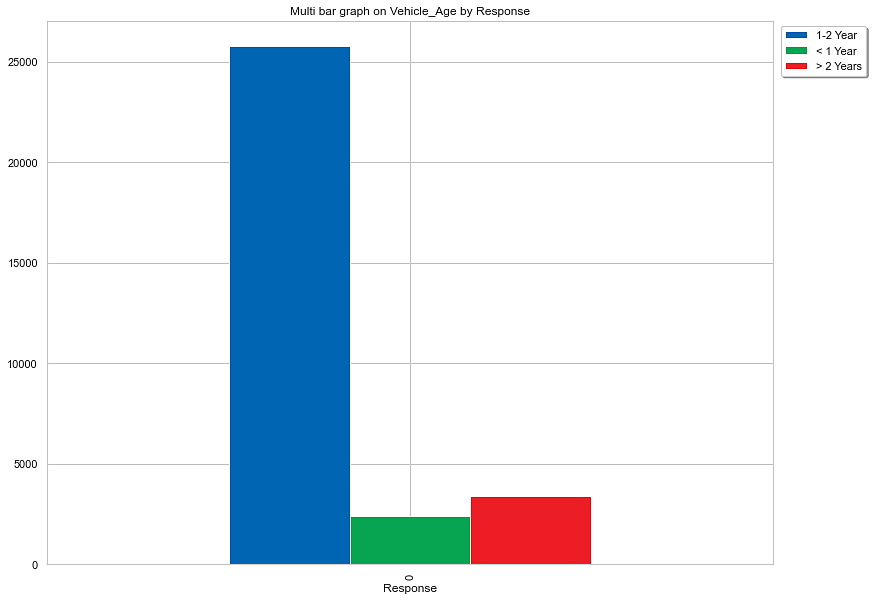 Multi bar graph on Vehicle_Age by Response
1-2 Year
< 1 Year
> 2 Years
25000
20000
15000
10000
5000
0
0
Response